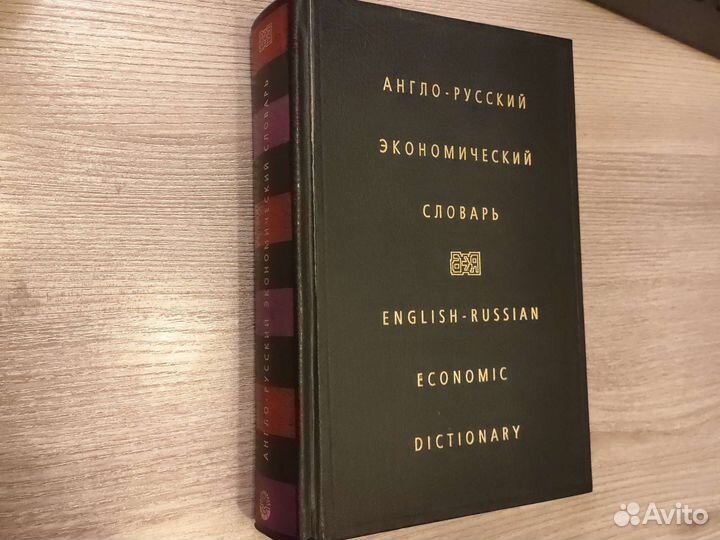 АНГЛО-РУССКИЙ ЭКОНОМИЧЕСКИЙ СЛОВАРЬ
АНГЛО-РУССКИЙ
ЭКОНОМИЧЕСКИЙ
СЛОВАРЬ
ENGLISH-RUSSIAN
ECONOMIC
DICTIONARY
Avito